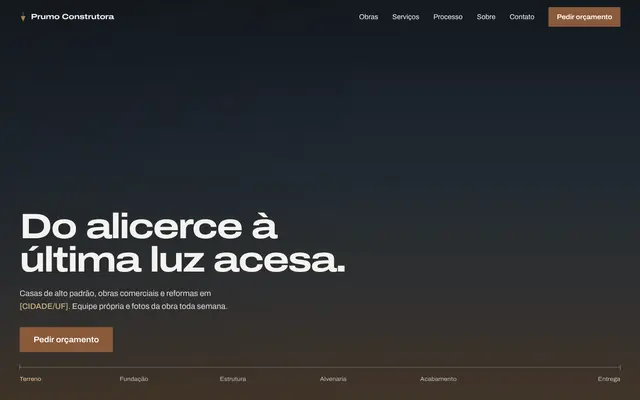 Prumo Construtora
Obras
Serviços
Processo
Sobre
Contato
Pedir orçamento
Do alicerce à
última luz acesa.
Casas de alto padrão, obras comerciais e reformas em
[CIDADE/UF]. Equipe própria e fotos da obra toda semana.
Pedir orçamento
Terreno
Fundação
Estrutura
Alvenaria
Acabamento
Entrega